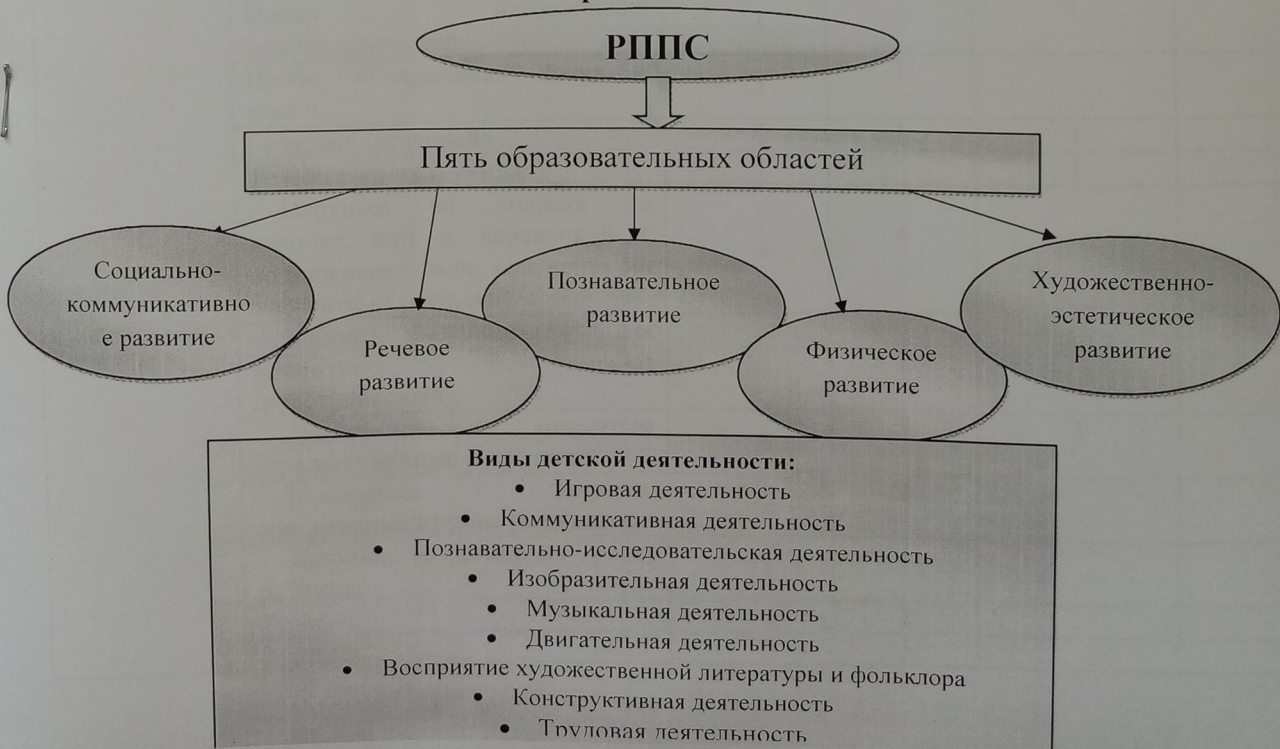 РППС
Пять образовательных областей
Социально-
коммуникативно
е развитие
Речевое
развитие
Познавательное
развитие
Физическое
развитие
Художественно-
эстетическое
развитие
Виды детской деятельности:
• Игровая деятельность
• Коммуникативная деятельность
• Познавательно-исследовательская деятельность
• Изобразительная деятельность
• Музыкальная деятельность
• Двигательная деятельность
• Восприятие художественной литературы и фольклора
• Конструктивная деятельность
• Трудовая деятельность